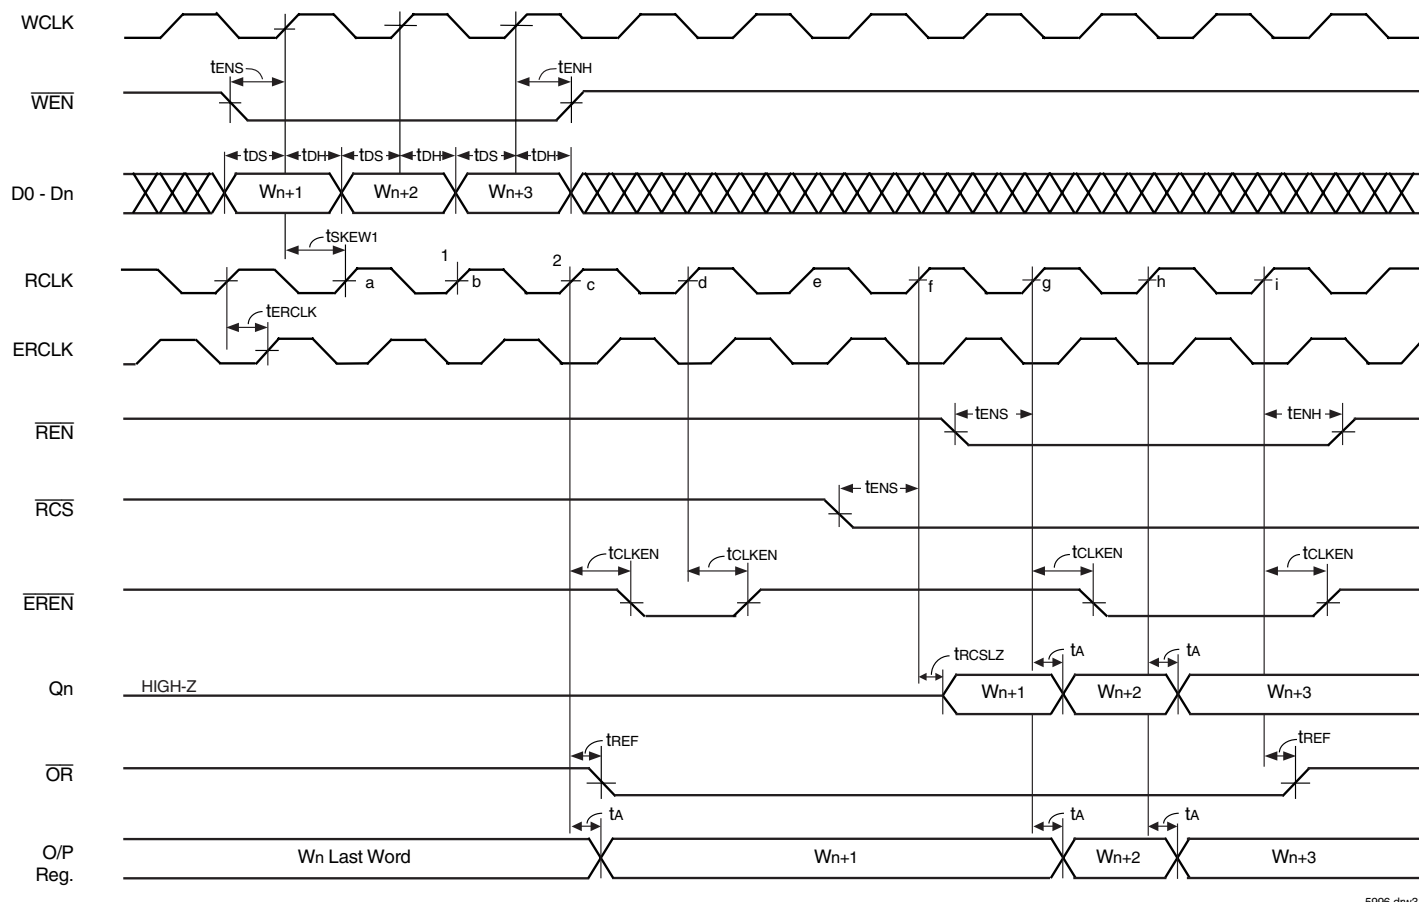 WCLK
tENS
tENH
WEN
tDS
tDH
tDS
tDH
tDS
tDH
D0 - Dn
Wn+1
Wn+2
Wn+3
tSKEW1
1
2
RCLK
a
b
c
d
e
f
g
h
i
tERCLK
ERCLK
tENS
tENH
REN
tENS
RCS
tCLKEN
tCLKEN
tCLKEN
tCLKEN
EREN
tRCSLZ
tA
tA
Qn
HIGH-Z
Wn+1
Wn+2
Wn+3
tREF
tREF
OR
tA
tA
tA
O/P
Reg.
Wn Last Word
Wn+1
Wn+2
Wn+3